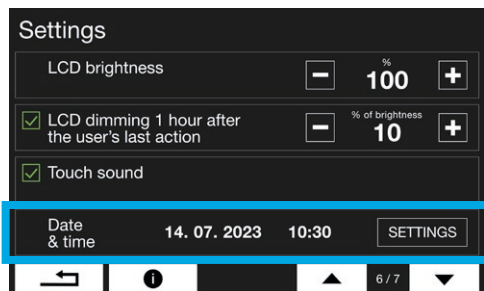 Settings
LCD brightness
%
100
LCD dimming 1 hour after
the user's last action
% of brightness
10
Touch sound
Date
& time
14. 07. 2023
10:30
SETTINGS
6/7